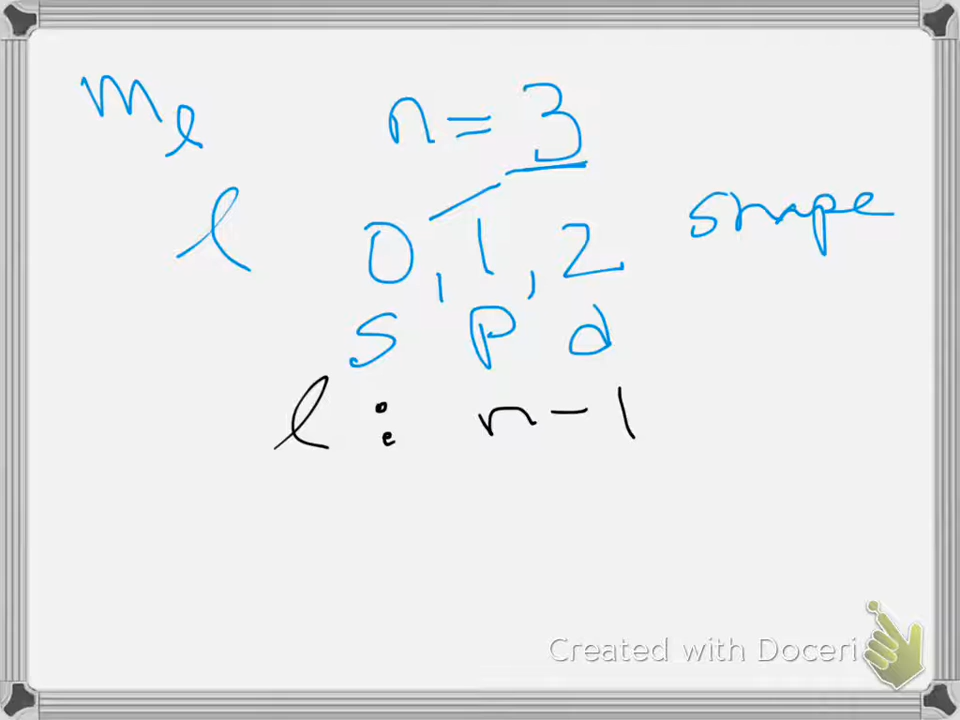 mℓ n = 3
ℓ 0, 1, 2 shape
s p d
ℓ : n - 1
Created with Doceri